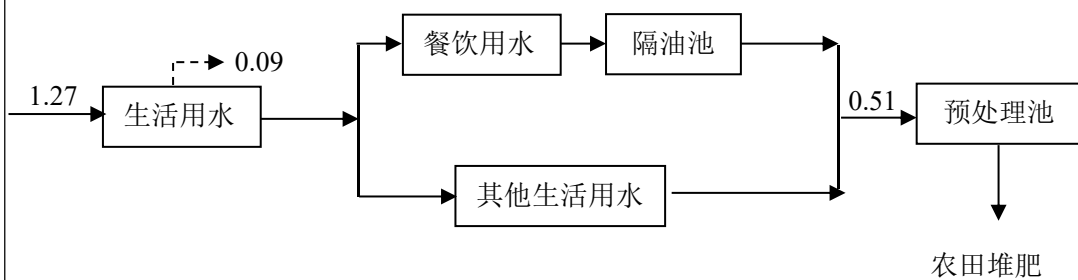 餐饮用水
隔油池
0.09
1.27
生活用水
0.51
预处理池
其他生活用水
农田堆肥